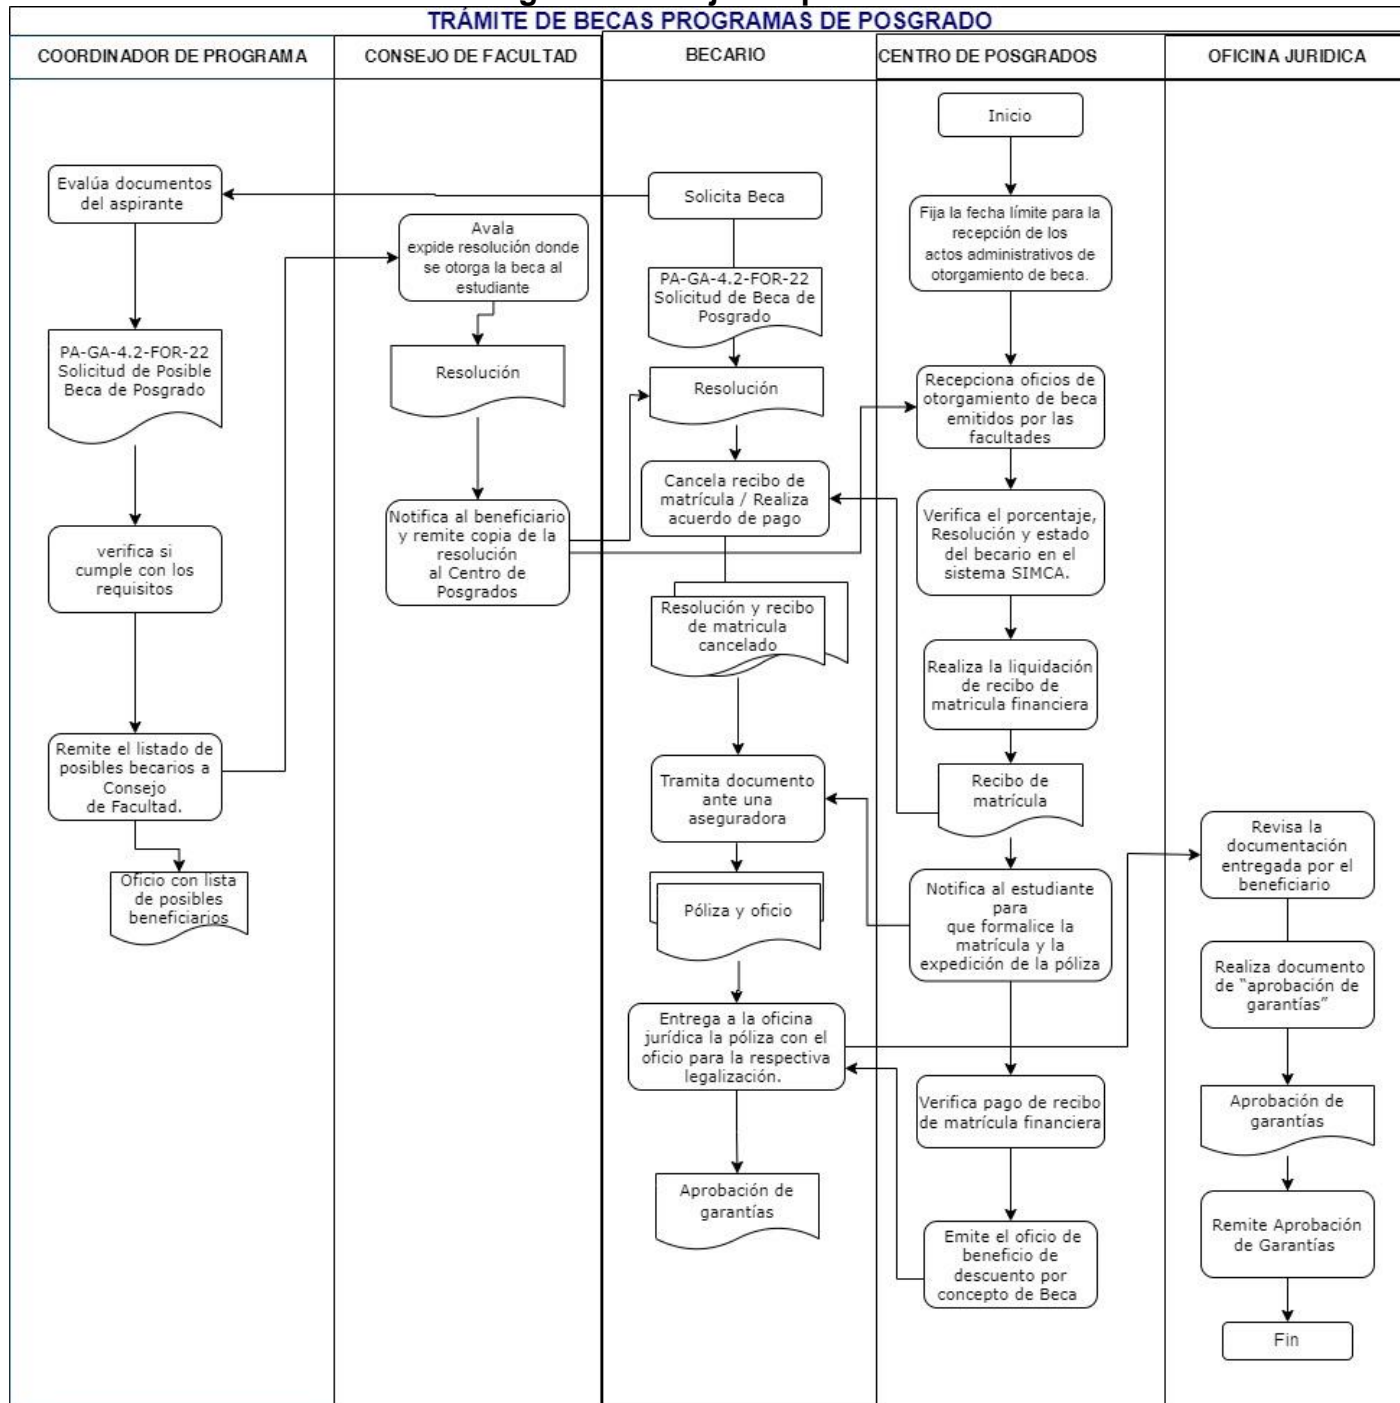 TRÁMITE DE BECAS PROGRAMAS DE POSGRADO
COORDINADOR DE PROGRAMA
CONSEJO DE FACULTAD
BECARIO
CENTRO DE POSGRADOS
OFICINA JURIDICA
Evalúa documentos
del aspirante
PA-GA-4.2-FOR-22
Solicitud de Posible
Beca de Posgrado
verifica si
cumple con los
requisitos
Remite el listado de
posibles becarios a
Consejo
de Facultad.
Oficio con lista
de posibles
beneficiarios
Avala
expide resolución donde
se otorga la beca al
estudiante
Resolución
Notifica al beneficiario
y remite copia de la
resolución
al Centro de
Posgrados
Solicita Beca
PA-GA-4.2-FOR-22
Solicitud de Beca de
Posgrado
Resolución
Cancela recibo de
matrícula / Realiza
acuerdo de pago
Resolución y recibo
de matricula
cancelado
Tramita documento
ante una
aseguradora
Póliza y oficio
Entrega a la oficina
jurídica la póliza con el
oficio para la respectiva
legalización.
Aprobación de
garantías
Inicio
Fija la fecha límite para la
recepción de los
actos administrativos de
otorgamiento de beca.
Recepciona oficios de
otorgamiento de beca
emitidos por las
facultades
Verifica el porcentaje,
Resolución y estado
del becario en el
sistema SIMCA.
Realiza la liquidación
de recibo de
matricula financiera
Recibo de
matrícula
Notifica al estudiante
para
que formalice la
matrícula y la
expedición de la póliza
Verifica pago de recibo
de matrícula financiera
Emite el oficio de
beneficio de
descuento por
concepto de Beca
Revisa la
documentación
entregada por el
beneficiario
Realiza documento
de "aprobación de
garantías"
Aprobación de
garantías
Remite Aprobación
de Garantías
Fin